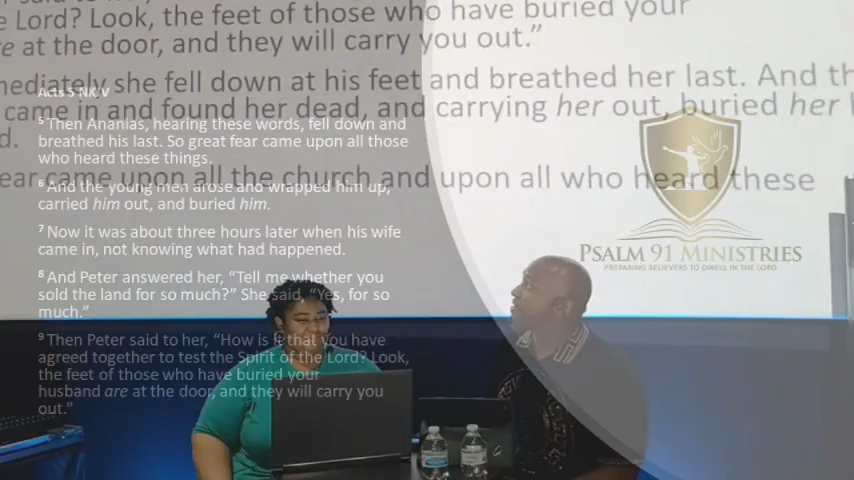 e Lord? Look, the feet of those who have buried your
re at the door, and they will carry you out.”
mediately she fell down at his feet and breathed her last. And th
came in and found her dead, and carrying her out, buried her
d.
ear came upon all the church and upon all who heard these
Acts 5 NKJV
5 Then Ananias, hearing these words, fell down and
breathed his last. So great fear came upon all those
who heard these things.
6 And the young men arose and wrapped him up,
carried him out, and buried him.
7 Now it was about three hours later when his wife
came in, not knowing what had happened.
8 And Peter answered her, “Tell me whether you
sold the land for so much?” She said, “Yes, for so
much.”
9 Then Peter said to her, “How is it that you have
agreed together to test the Spirit of the Lord? Look,
the feet of those who have buried your
husband are at the door, and they will carry you
out.”
PSALM 91 MINISTRIES
PREPARING BELIEVERS TO DWELL IN THE LORD